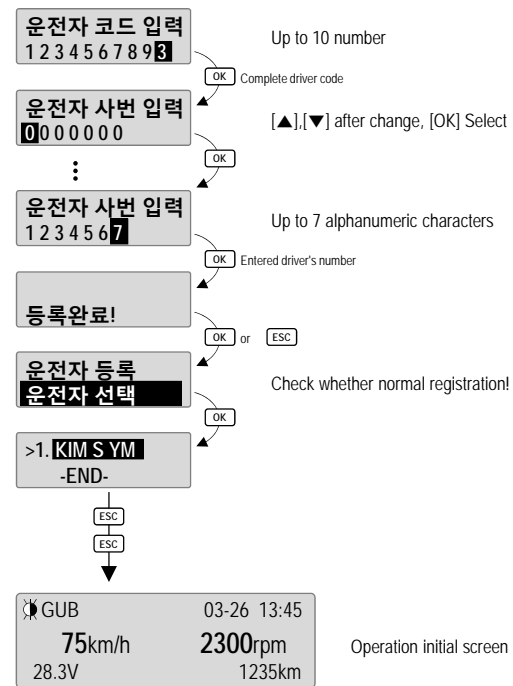 운전자 코드 입력
1234567893
Up to 10 number
OK Complete driver code
운전자 사번 입력
0000000
[▲],[▼] after change, [OK] Select
OK
운전자 사번 입력
1234567
Up to 7 alphanumeric characters
OK Entered driver's number
등록완료!
OK or ESC
운전자 등록
운전자 선택
Check whether normal registration!
OK
>1. KIM S YM
-END-
ESC
ESC
GUB 03-26 13:45
75km/h 2300rpm
Operation initial screen
28.3V 1235km